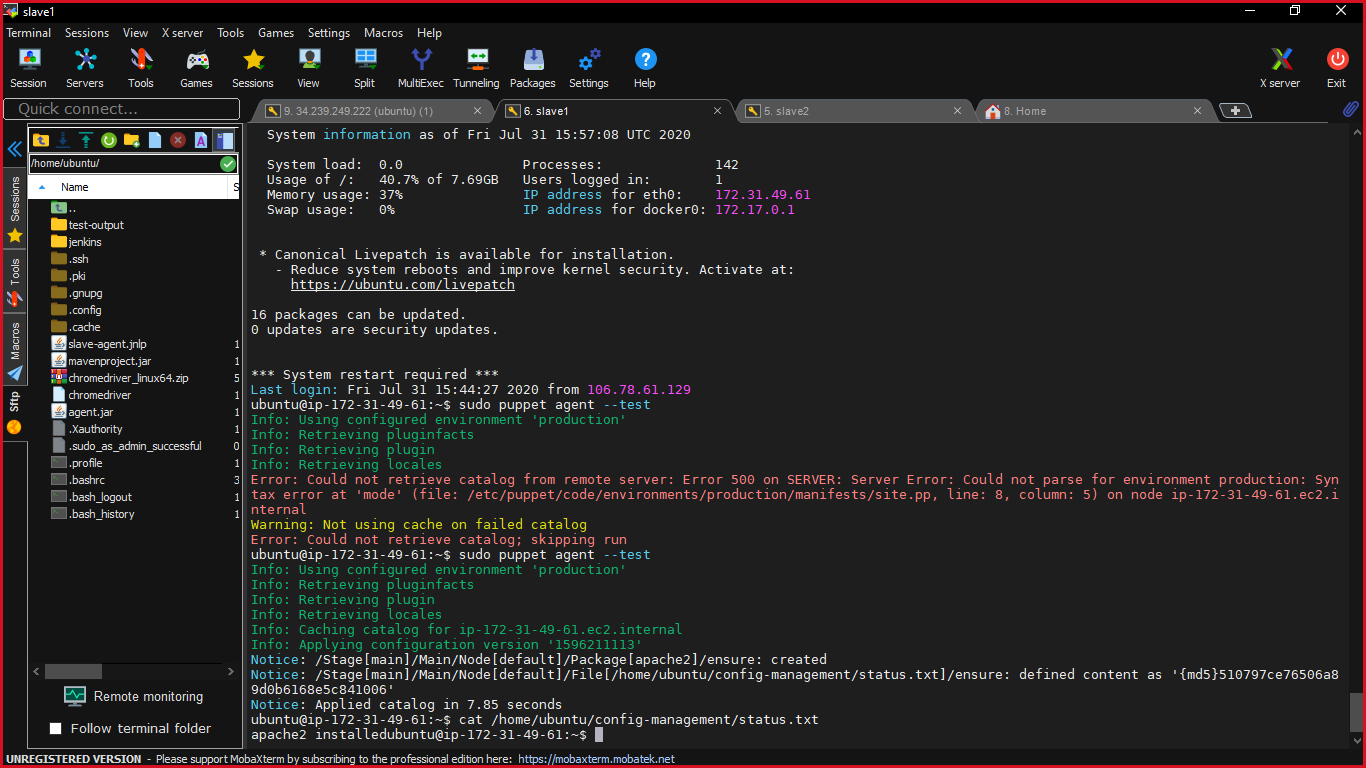 slave1
Terminal Sessions View X server Tools Games Settings Macros Help
Session Servers Tools Games Sessions View Split MultiExec Tunneling Packages Settings Help X server Exit
Quick connect...
9. 34.239.249.222 (ubuntu) (1)
6. slave1
5. slave2
8. Home
Sessions
Tools
Macros
Sftp
/home/ubuntu/
Name S
..
test-output
jenkins
.ssh
.pki
.gnupg
.config
.cache
slave-agent.jnlp 1
mavenproject.jar 1
chromedriver_linux64.zip 5
chromedriver 1
agent.jar 1
.Xauthority 1
.sudo_as_admin_successful 0
.profile 1
.bashrc 3
.bash_logout 1
.bash_history 1
Remote monitoring
Follow terminal folder
System information as of Fri Jul 31 15:57:08 UTC 2020
System load: 0.0 Processes: 142
Usage of /: 40.7% of 7.69GB Users logged in: 1
Memory usage: 37% IP address for eth0: 172.31.49.61
Swap usage: 0% IP address for docker0: 172.17.0.1
* Canonical Livepatch is available for installation.
- Reduce system reboots and improve kernel security. Activate at:
https://ubuntu.com/livepatch
16 packages can be updated.
0 updates are security updates.
*** System restart required ***
Last login: Fri Jul 31 15:44:27 2020 from 106.78.61.129
ubuntu@ip-172-31-49-61:~$ sudo puppet agent --test
Info: Using configured environment 'production'
Info: Retrieving pluginfacts
Info: Retrieving plugin
Info: Retrieving locales
Error: Could not retrieve catalog from remote server: Error 500 on SERVER: Server Error: Could not parse for environment production: Syn
tax error at 'mode' (file: /etc/puppet/code/environments/production/manifests/site.pp, line: 8, column: 5) on node ip-172-31-49-61.ec2.i
nternal
Warning: Not using cache on failed catalog
Error: Could not retrieve catalog; skipping run
ubuntu@ip-172-31-49-61:~$ sudo puppet agent --test
Info: Using configured environment 'production'
Info: Retrieving pluginfacts
Info: Retrieving plugin
Info: Retrieving locales
Info: Caching catalog for ip-172-31-49-61.ec2.internal
Info: Applying configuration version '1596211113'
Notice: /Stage[main]/Main/Node[default]/Package[apache2]/ensure: created
Notice: /Stage[main]/Main/Node[default]/File[/home/ubuntu/config-management/status.txt]/ensure: defined content as '{md5}510797ce76506a8
9d0b6168e5c841006'
Notice: Applied catalog in 7.85 seconds
ubuntu@ip-172-31-49-61:~$ cat /home/ubuntu/config-management/status.txt
apache2 installedubuntu@ip-172-31-49-61:~$
UNREGISTERED VERSION - Please support MobaXterm by subscribing to the professional edition here: https://mobaxterm.mobatek.net